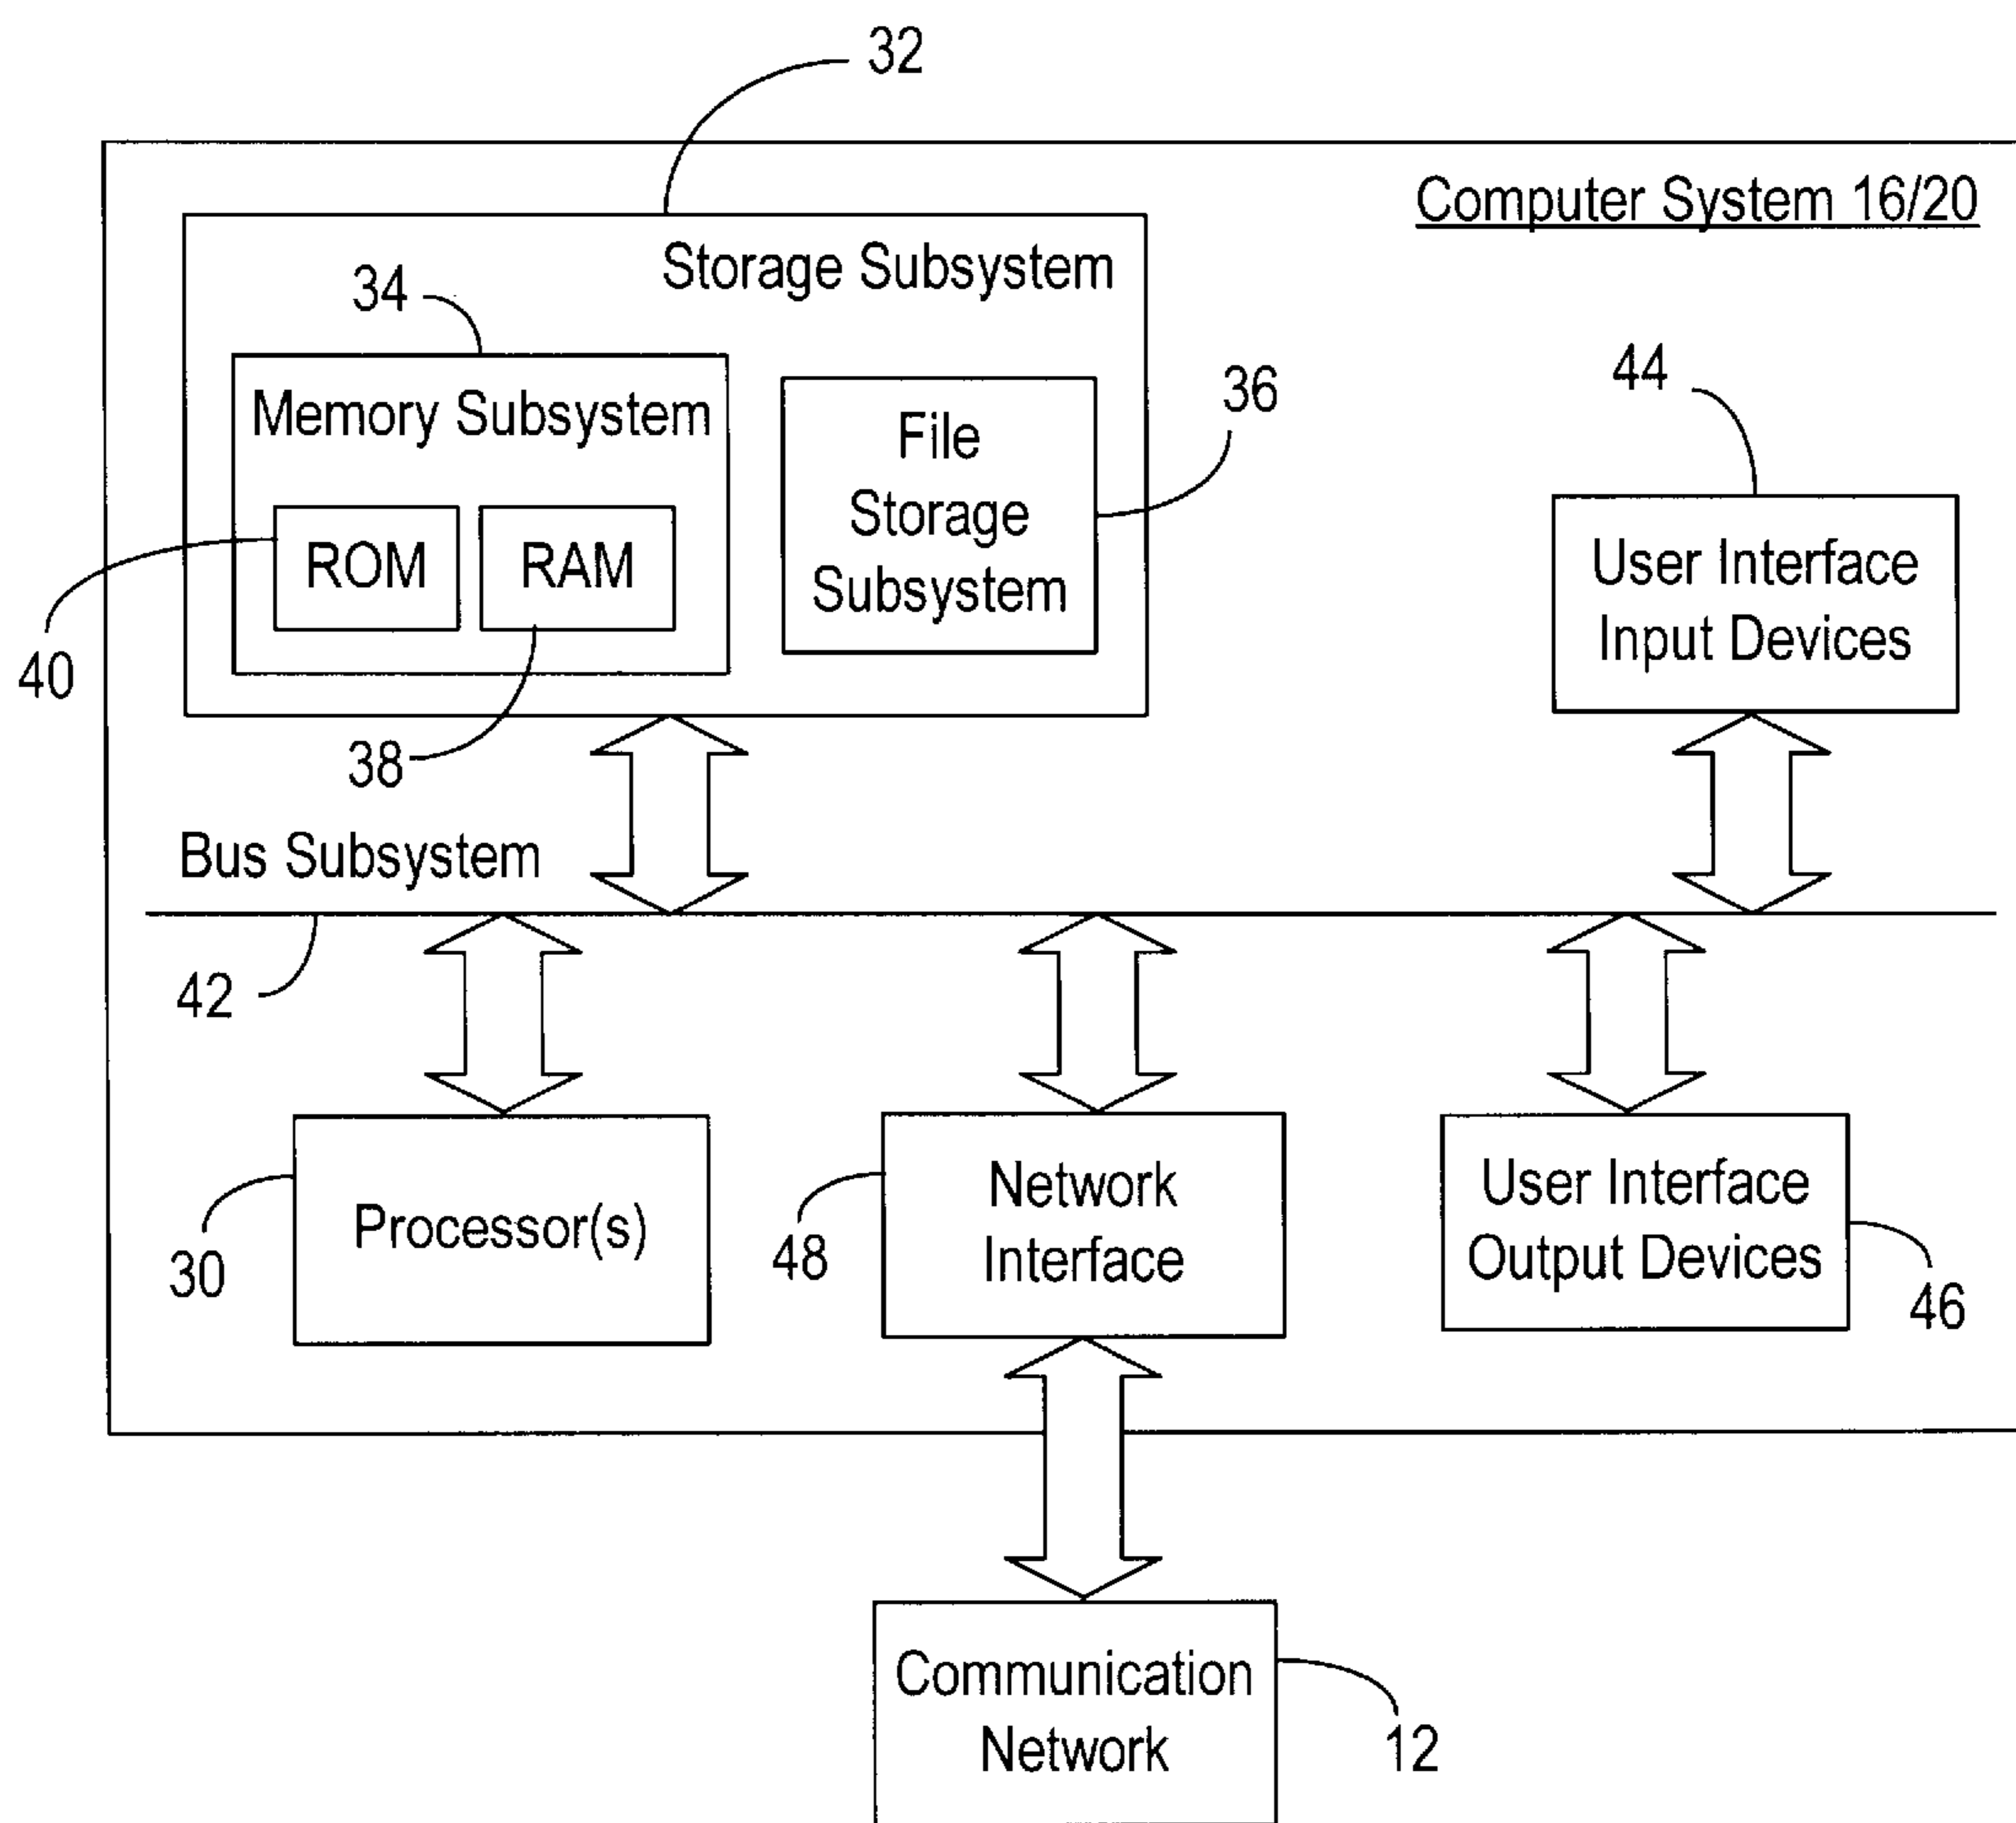 32
Computer System 16/20
Storage Subsystem
34
Memory Subsystem
36
File
Storage
Subsystem
44
ROM
RAM
User Interface
Input Devices
40
38
Bus Subsystem
42
Processor(s)
30
Network
Interface
48
User Interface
Output Devices
46
Communication
Network
12